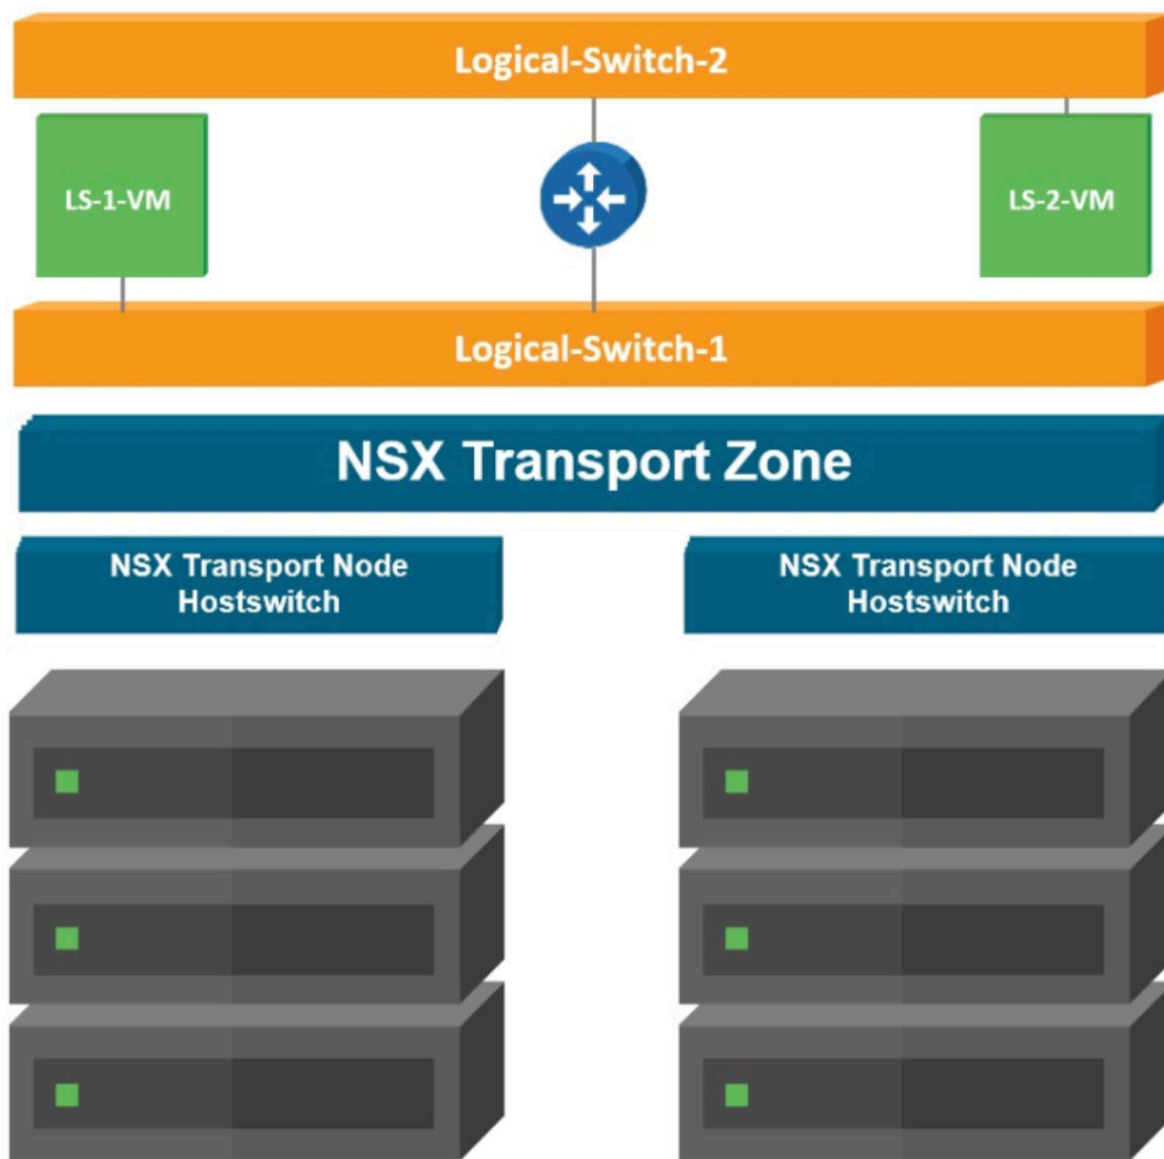 Logical-Switch-2
LS-1-VM
LS-2-VM
Logical-Switch-1
NSX Transport Zone
NSX Transport Node
Hostswitch
NSX Transport Node
Hostswitch